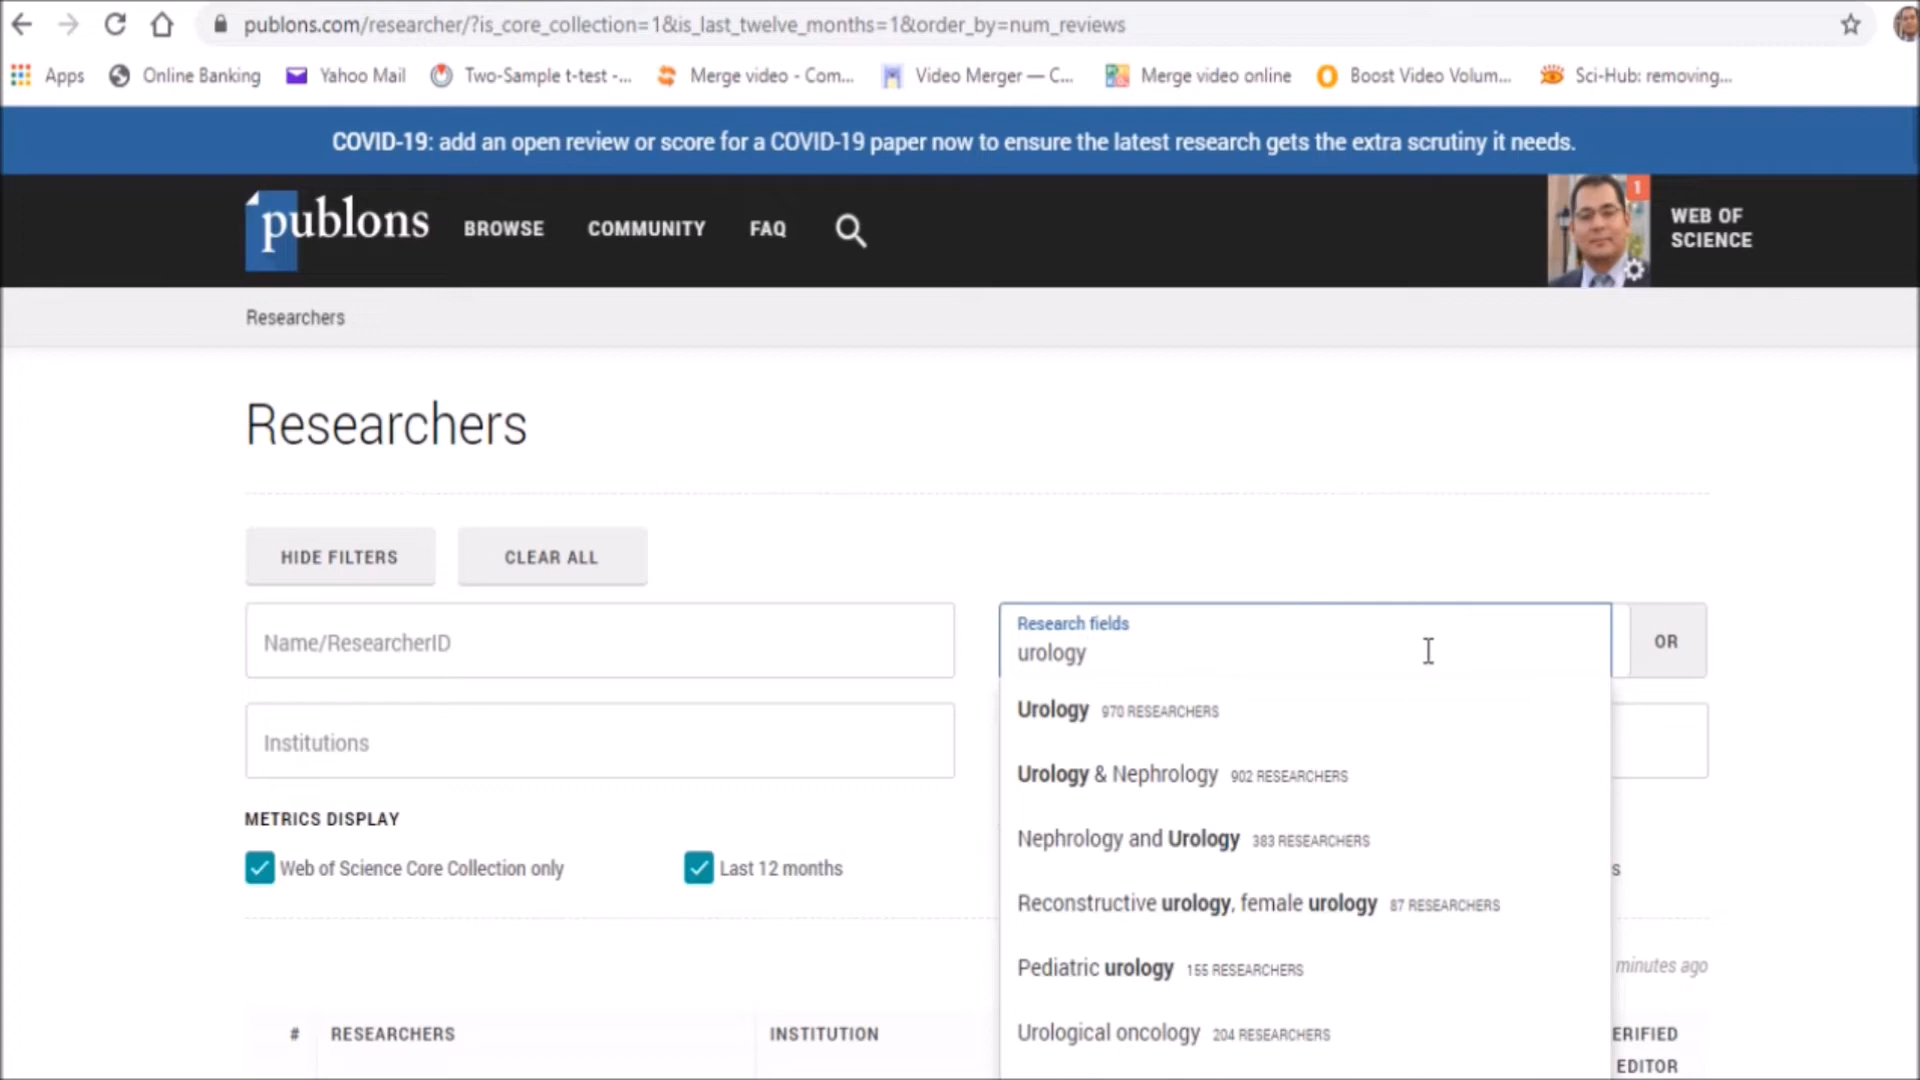 publons.com/researcher/?is_core_collection=1&is_last_twelve_months=1&order_by=num_reviews
Apps Online Banking Yahoo Mail Two-Sample t-test -... Merge video - Com... Video Merger — C... Merge video online Boost Video Volum... Sci-Hub: removing...
COVID-19: add an open review or score for a COVID-19 paper now to ensure the latest research gets the extra scrutiny it needs.
publons BROWSE COMMUNITY FAQ
1
WEB OF
SCIENCE
Researchers
Researchers
HIDE FILTERS CLEAR ALL
Name/ResearcherID
Research fields
urology
OR
Urology 970 RESEARCHERS
Institutions
Urology & Nephrology 902 RESEARCHERS
METRICS DISPLAY
Nephrology and Urology 383 RESEARCHERS
Web of Science Core Collection only Last 12 months
s
Reconstructive urology, female urology 87 RESEARCHERS
Pediatric urology 155 RESEARCHERS
minutes ago
Urological oncology 204 RESEARCHERS
# RESEARCHERS INSTITUTION
ERIFIED
EDITOR